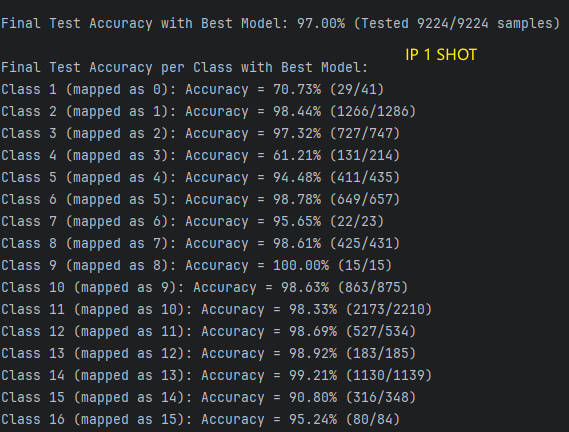 Final Test Accuracy with Best Model: 97.00% (Tested 9224/9224 samples)
IP 1 SHOT
Final Test Accuracy per Class with Best Model:
Class 1 (mapped as 0): Accuracy = 70.73% (29/41)
Class 2 (mapped as 1): Accuracy = 98.44% (1266/1286)
Class 3 (mapped as 2): Accuracy = 97.32% (727/747)
Class 4 (mapped as 3): Accuracy = 61.21% (131/214)
Class 5 (mapped as 4): Accuracy = 94.48% (411/435)
Class 6 (mapped as 5): Accuracy = 98.78% (649/657)
Class 7 (mapped as 6): Accuracy = 95.65% (22/23)
Class 8 (mapped as 7): Accuracy = 98.61% (425/431)
Class 9 (mapped as 8): Accuracy = 100.00% (15/15)
Class 10 (mapped as 9): Accuracy = 98.63% (863/875)
Class 11 (mapped as 10): Accuracy = 98.33% (2173/2210)
Class 12 (mapped as 11): Accuracy = 98.69% (527/534)
Class 13 (mapped as 12): Accuracy = 98.92% (183/185)
Class 14 (mapped as 13): Accuracy = 99.21% (1130/1139)
Class 15 (mapped as 14): Accuracy = 90.80% (316/348)
Class 16 (mapped as 15): Accuracy = 95.24% (80/84)